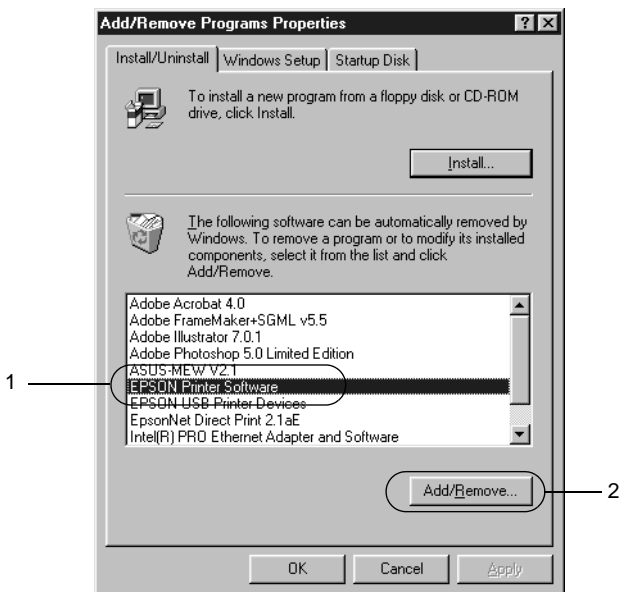 Add/Remove Programs Properties
Install/Uninstall Windows Setup Startup Disk
To install a new program from a floppy disk or CD-ROM
drive, click Install.
Install...
The following software can be automatically removed by
Windows. To remove a program or to modify its installed
components, select it from the list and click
Add/Remove.
Adobe Acrobat 4.0
Adobe FrameMaker+SGML v5.5
Adobe Illustrator 7.0.1
Adobe Photoshop 5.0 Limited Edition
ASUS-MEW V2.1
1
EPSON Printer Software
EPSON USB Printer Devices
EpsonNet Direct Print 2.1aE
Intel(R) PRO Ethernet Adapter and Software
Add/Remove... 2
OK Cancel Apply